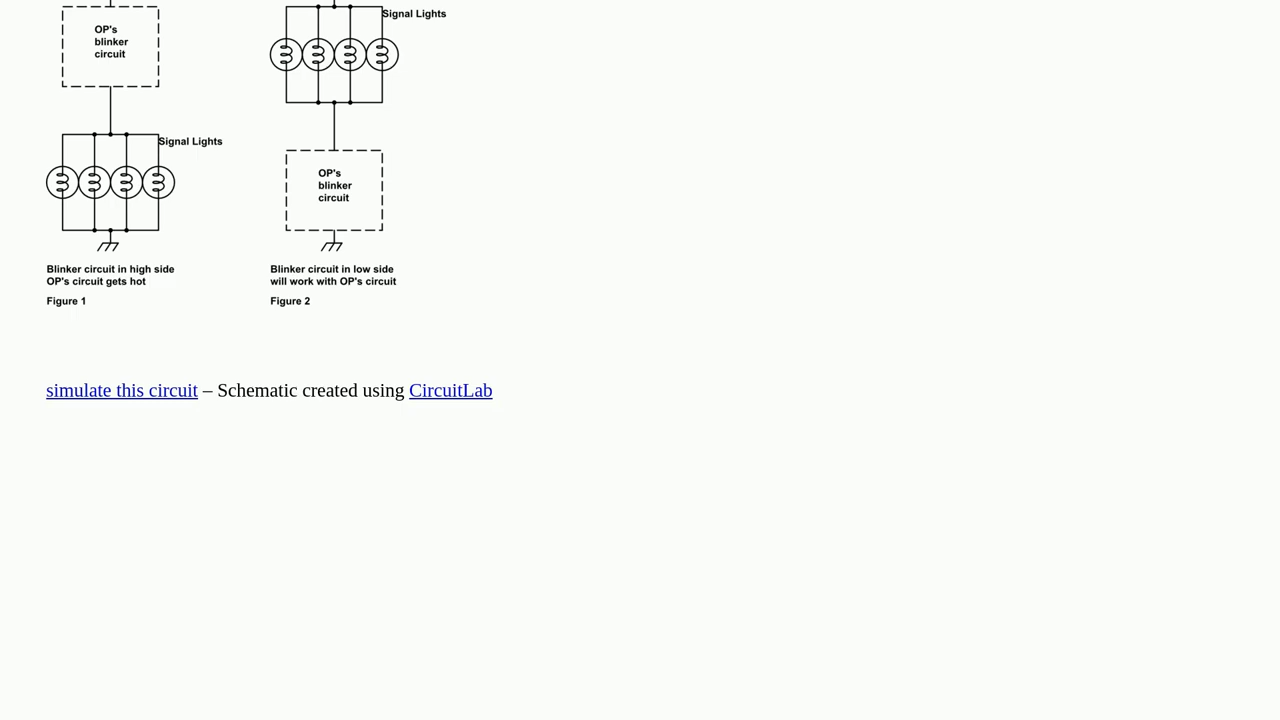 OP's
blinker
circuit
Signal Lights
Blinker circuit in high side
OP's circuit gets hot
Figure 1
Signal Lights
OP's
blinker
circuit
Blinker circuit in low side
will work with OP's circuit
Figure 2
simulate this circuit – Schematic created using CircuitLab